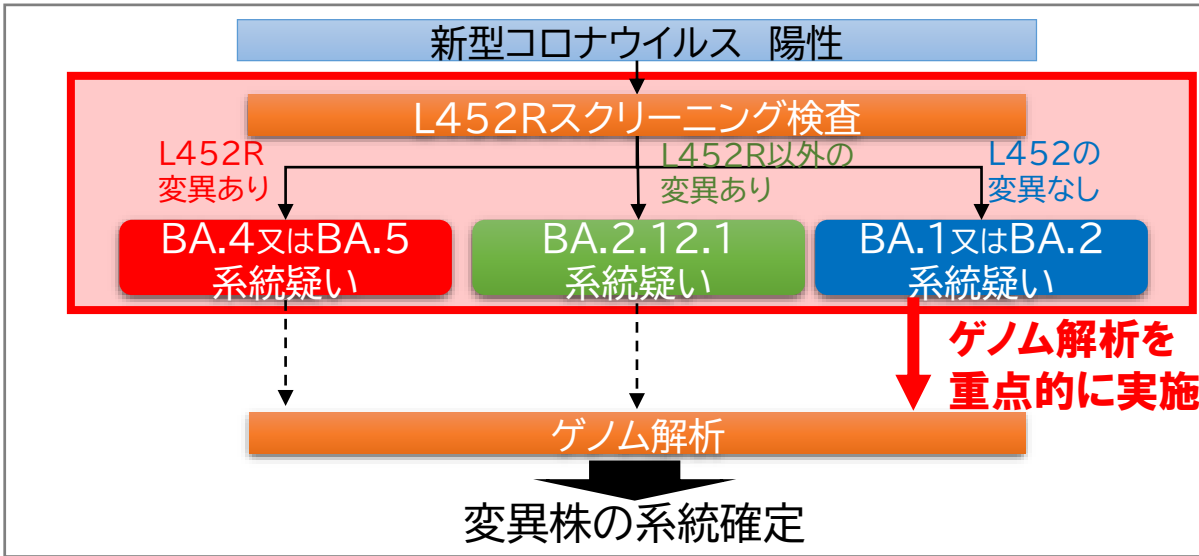 新型コロナウイルス 陽性
L452Rスクリーニング検査
L452R
変異あり
L452R以外の
変異あり
L452の
変異なし
BA.4又はBA.5
系統疑い
BA.2.12.1
系統疑い
BA.1又はBA.2
系統疑い
ゲノム解析を
重点的に実施
ゲノム解析
変異株の系統確定